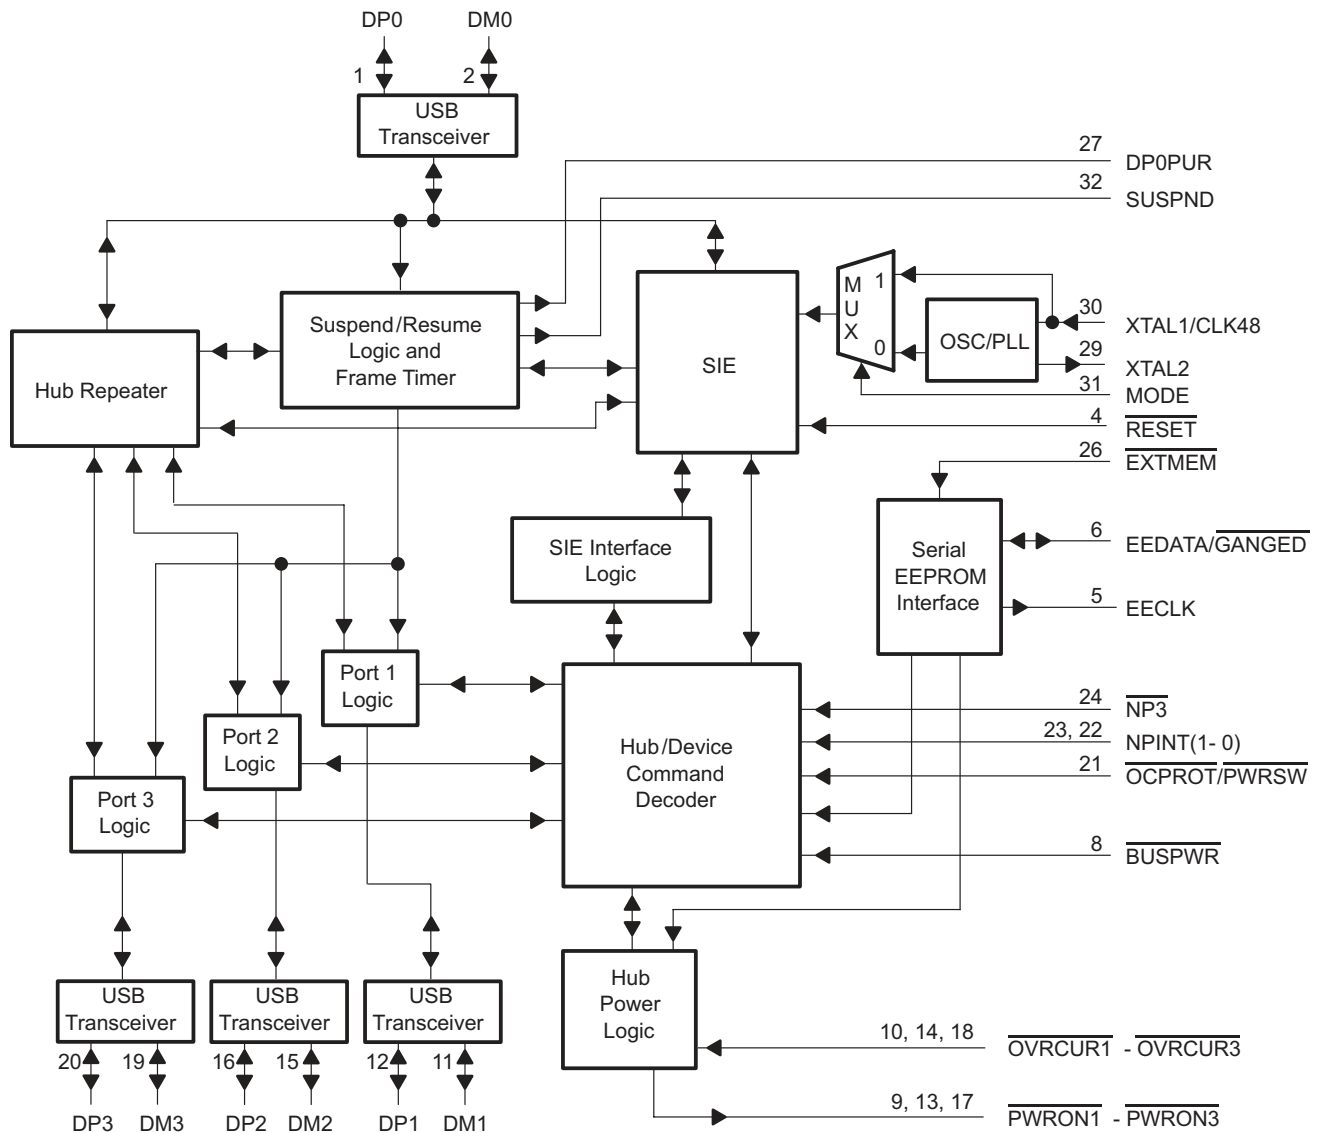 DP0 DM0
1 2
USB
Transceiver
27
DP0PUR
32
SUSPND
M
U
X
1
0
Suspend/Resume
Logic and
Frame Timer
SIE
OSC/PLL
30
XTAL1/CLK48
29
XTAL2
31
MODE
Hub Repeater
4
RESET
26
EXTMEM
SIE Interface
Logic
Serial
EEPROM
Interface
6
EEDATA/GANGED
5
EECLK
Port 1
Logic
Port 2
Logic
Port 3
Logic
Hub/Device
Command
Decoder
24
NP3
23, 22
NPINT(1- 0)
21
OCPROT/PWRSW
8
BUSPWR
USB
Transceiver
USB
Transceiver
USB
Transceiver
Hub
Power
Logic
20 19 16 15 12 11
DP3 DM3 DP2 DM2 DP1 DM1
10, 14, 18
OVRCUR1 - OVRCUR3
9, 13, 17
PWRON1 - PWRON3